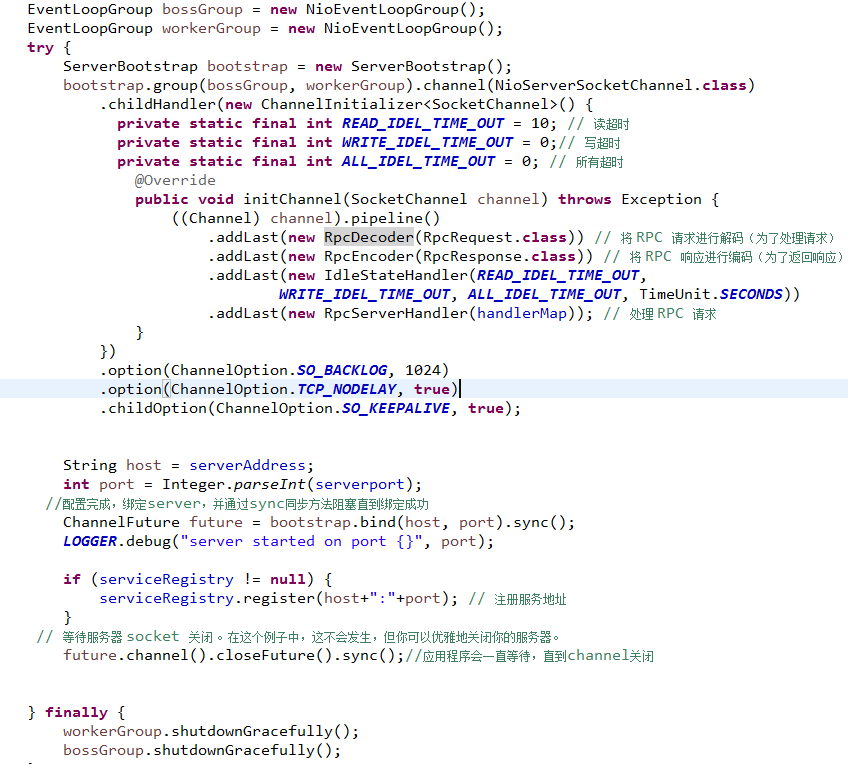 EventLoopGroup bossGroup = new NioEventLoopGroup();
EventLoopGroup workerGroup = new NioEventLoopGroup();
try {
ServerBootstrap bootstrap = new ServerBootstrap();
bootstrap.group(bossGroup, workerGroup).channel(NioServerSocketChannel.class)
.childHandler(new ChannelInitializer<SocketChannel>() {
private static final int READ_IDEL_TIME_OUT = 10; // 读超时
private static final int WRITE_IDEL_TIME_OUT = 0;// 写超时
private static final int ALL_IDEL_TIME_OUT = 0; // 所有超时
@Override
public void initChannel(SocketChannel channel) throws Exception {
((Channel) channel).pipeline()
.addLast(new RpcDecoder(RpcRequest.class)) // 将 RPC 请求进行解码（为了处理请求）
.addLast(new RpcEncoder(RpcResponse.class)) // 将 RPC 响应进行编码（为了返回响应）
.addLast(new IdleStateHandler(READ_IDEL_TIME_OUT,
WRITE_IDEL_TIME_OUT, ALL_IDEL_TIME_OUT, TimeUnit.SECONDS))
.addLast(new RpcServerHandler(handlerMap)); // 处理 RPC 请求
}
})
.option(ChannelOption.SO_BACKLOG, 1024)
.option(ChannelOption.TCP_NODELAY, true)
.childOption(ChannelOption.SO_KEEPALIVE, true);
String host = serverAddress;
int port = Integer.parseInt(serverport);
//配置完成，绑定server，并通过sync同步方法阻塞直到绑定成功
ChannelFuture future = bootstrap.bind(host, port).sync();
LOGGER.debug("server started on port {}", port);
if (serviceRegistry != null) {
serviceRegistry.register(host+":"+port); // 注册服务地址
}
// 等待服务器 socket 关闭 。在这个例子中，这不会发生，但你可以优雅地关闭你的服务器。
future.channel().closeFuture().sync();//应用程序会一直等待，直到channel关闭
} finally {
workerGroup.shutdownGracefully();
bossGroup.shutdownGracefully();